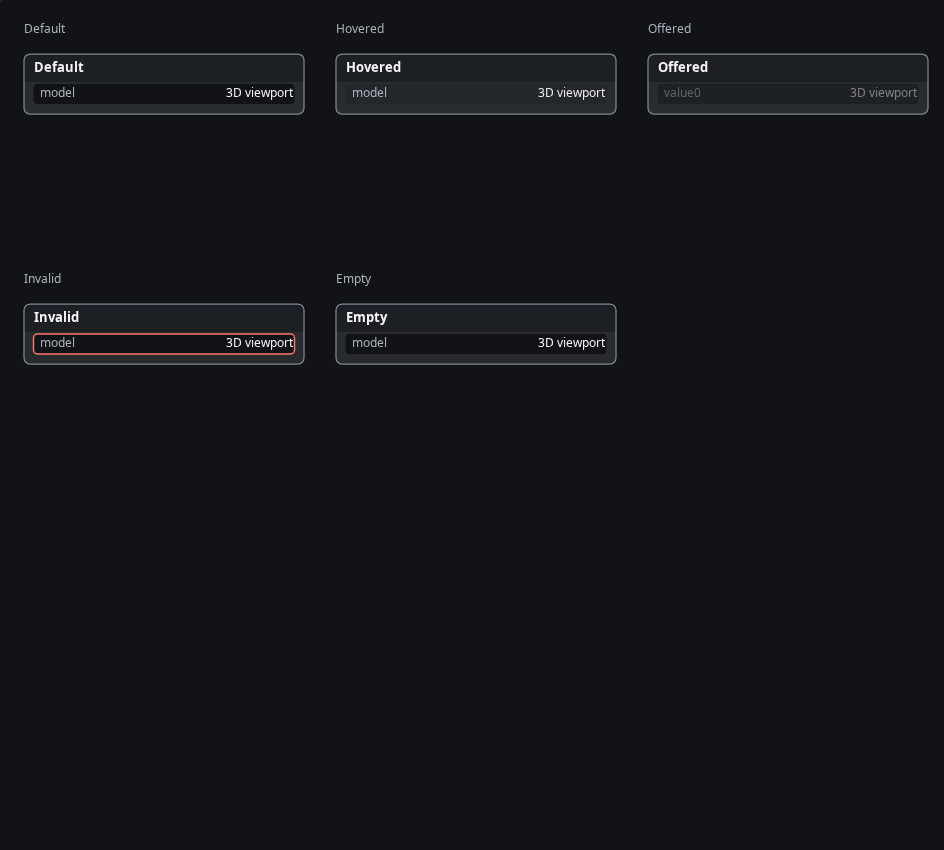 Default
Hovered
Offered
Default
Hovered
Offered
model 3D viewport
model 3D viewport
value0 3D viewport
Invalid
Empty
Invalid
Empty
model 3D viewport
model 3D viewport